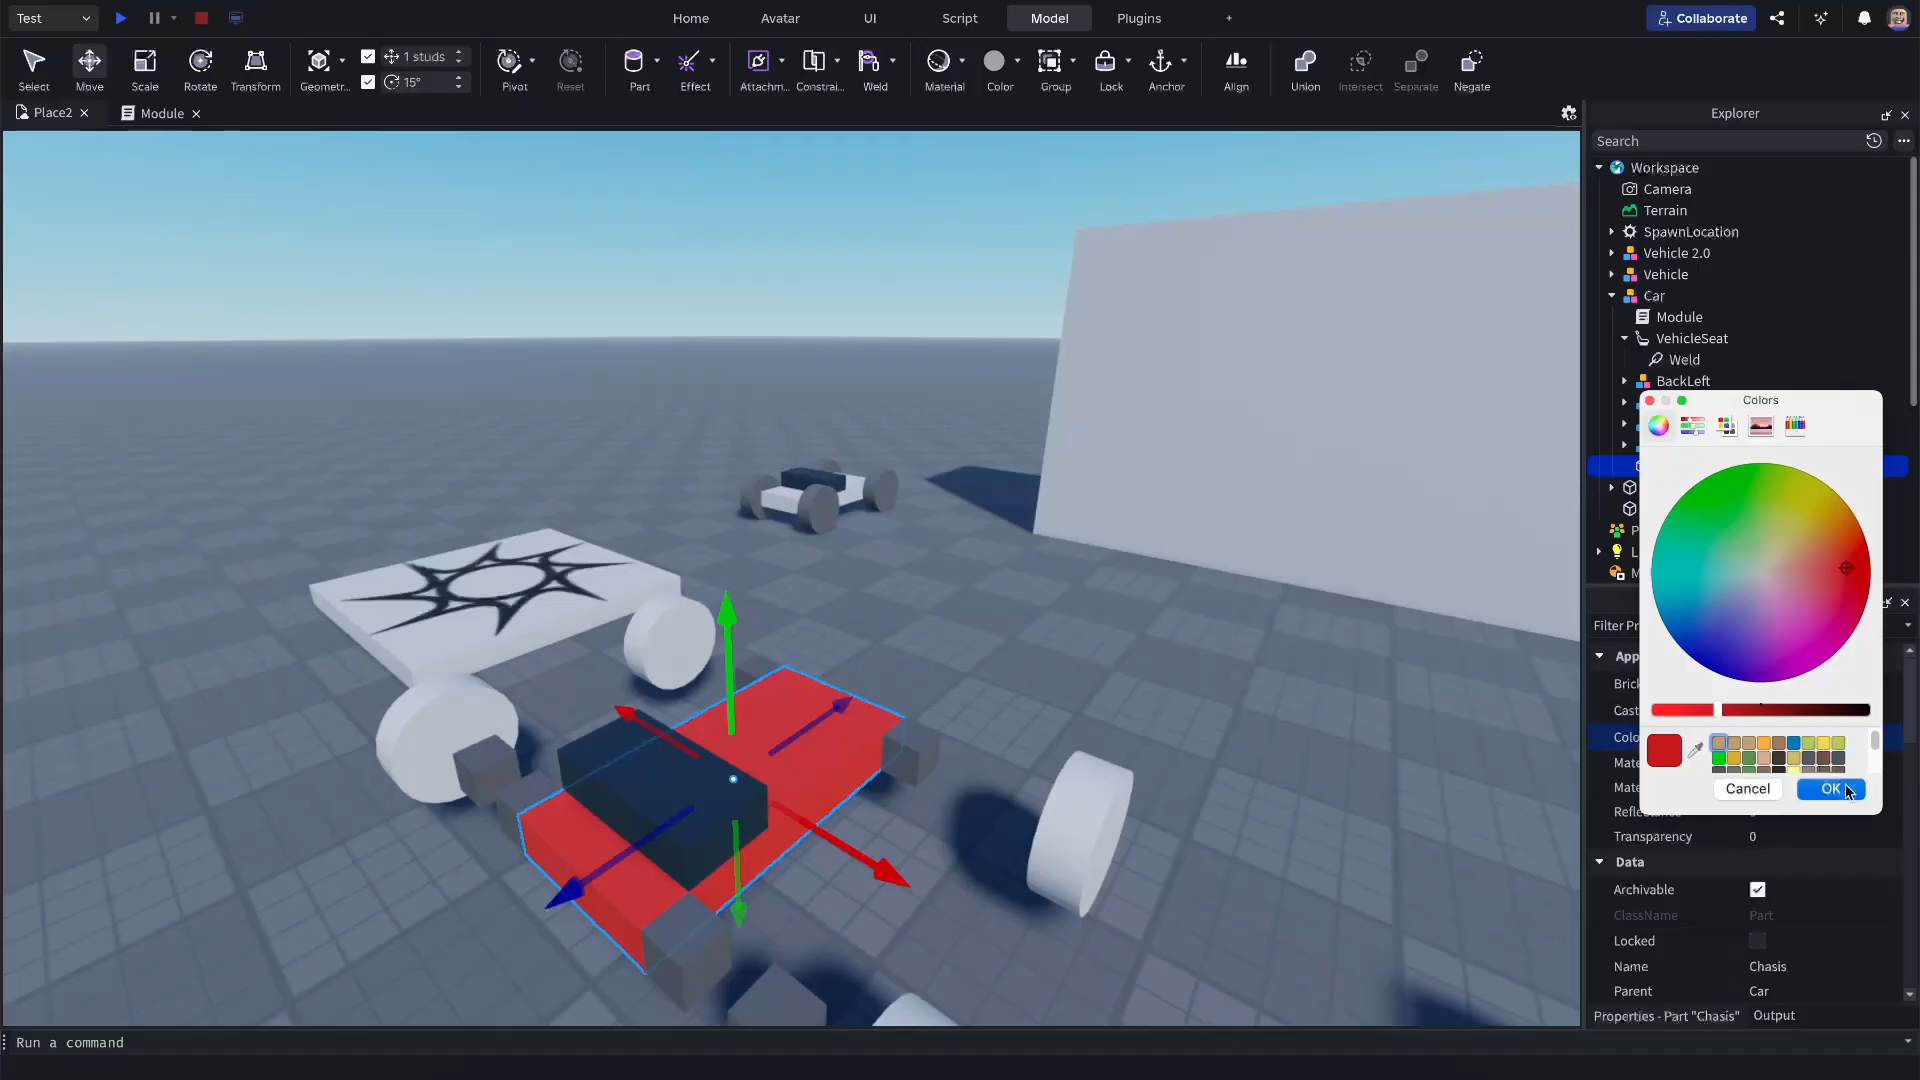 Test
Home
Avatar
UI
Script
Model
Plugins
+
Collaborate
Select
Move
Scale
Rotate
Transform
Geometr...
1 studs
15°
Pivot
Reset
Part
Effect
Attachm...
Constrai...
Weld
Material
Color
Group
Lock
Anchor
Align
Union
Intersect
Separate
Negate
Place2
Module
Explorer
Search
Workspace
Camera
Terrain
SpawnLocation
Vehicle 2.0
Vehicle
Car
Module
VehicleSeat
Weld
BackLeft
P
L
M
Colors
Cancel
OK
Filter Pr
App
Brick
Cast
Colo
Mate
Mate
Reflectance
Transparency 0
Data
Archivable
ClassName Part
Locked
Name Chasis
Parent Car
Properties - Part "Chasis" Output
Run a command